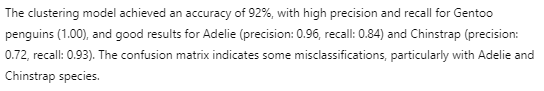 The clustering model achieved an accuracy of 92%, with high precision and recall for Gentoo
penguins (1.00), and good results for Adelie (precision: 0.96, recall: 0.84) and Chinstrap (precision:
0.72, recall: 0.93). The confusion matrix indicates some misclassifications, particularly with Adelie and
Chinstrap species.